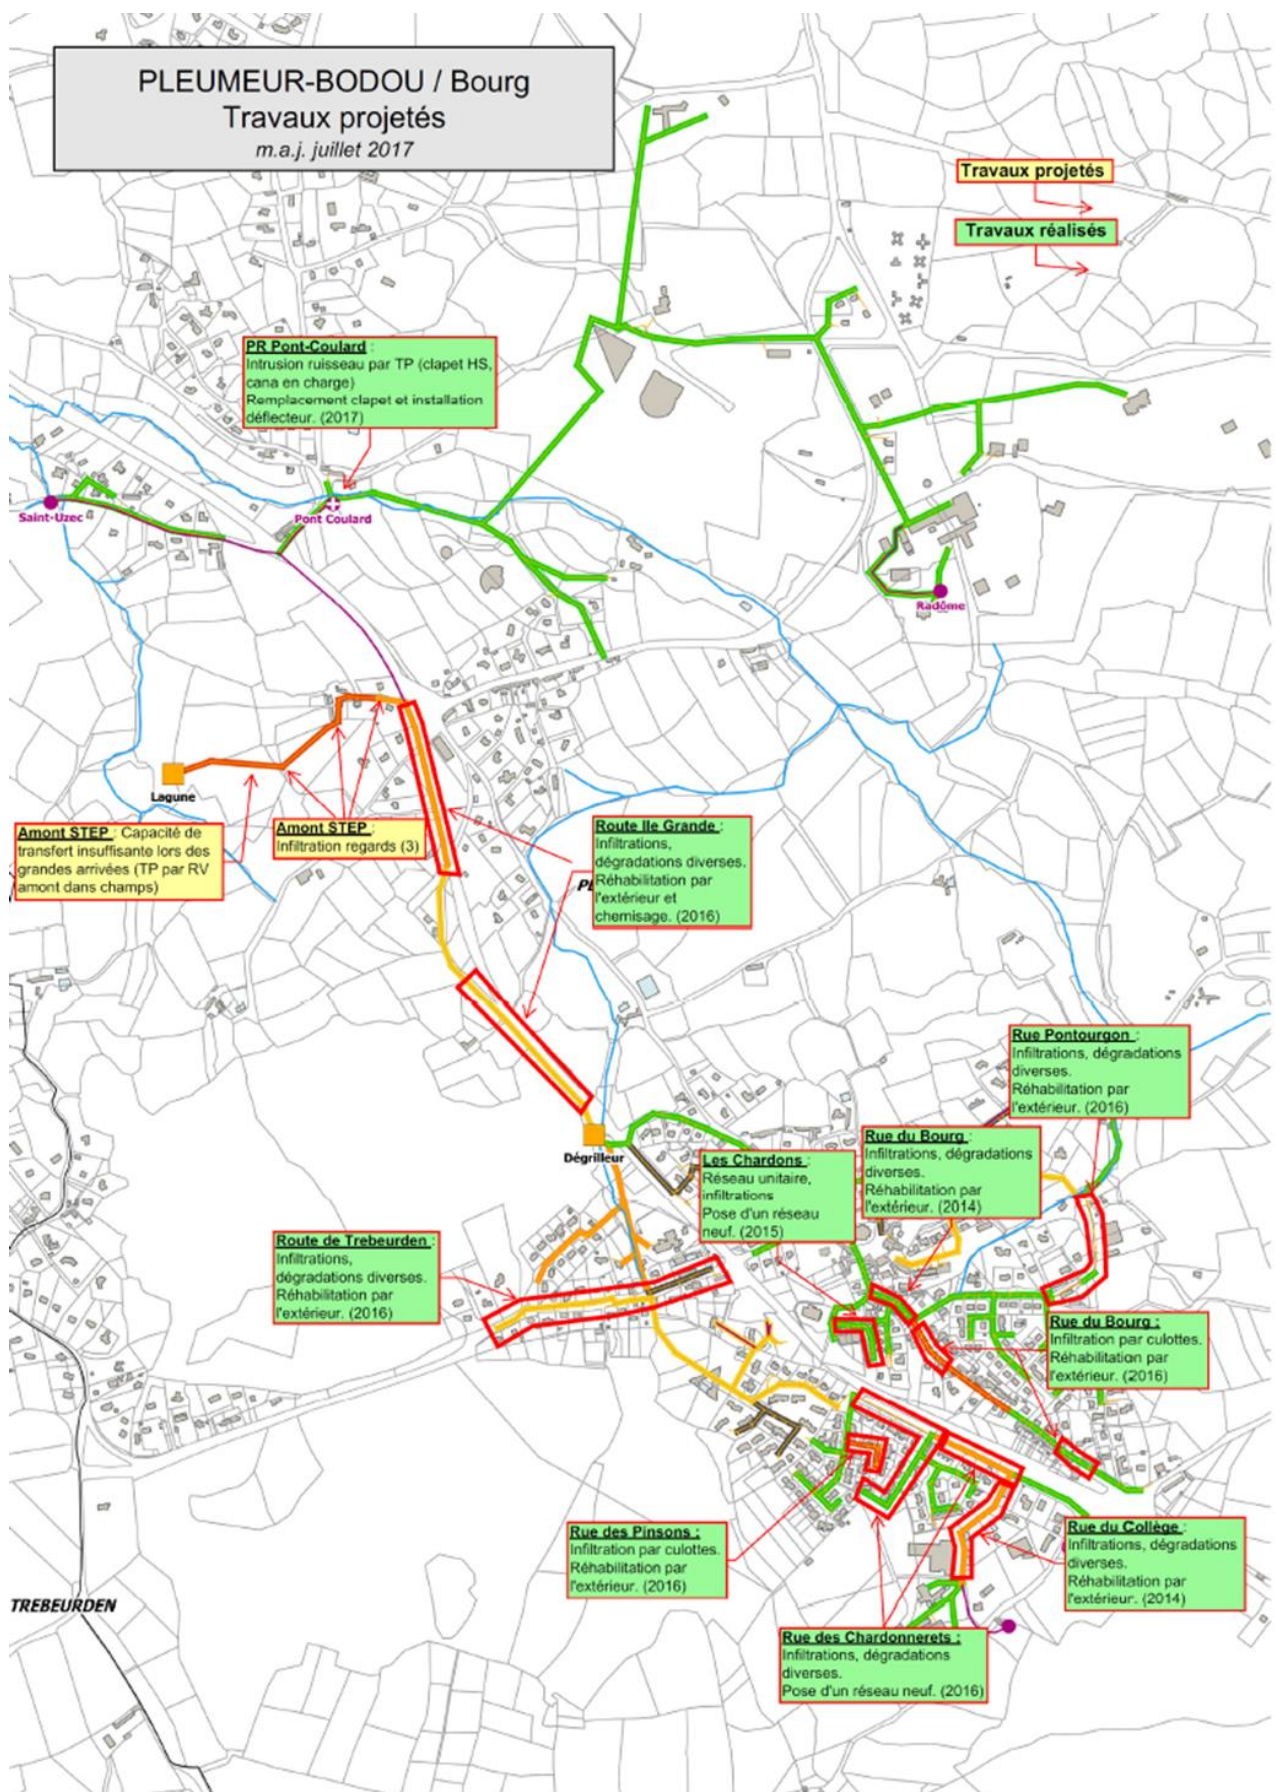 PLEUMEUR-BODOU / Bourg
Travaux projetés
m.a.j. juillet 2017
Travaux projetés
Travaux réalisés
PR Pont-Coulard :
Intrusion ruisseau par TP (clapet HS,
cana en charge)
Remplacement clapet et installation
déflecteur. (2017)
Saint-Uzec
Pont Coulard
Radôme
Lagune
Amont STEP : Capacité de
transfert insuffisante lors des
grandes arrivées (TP par RV
amont dans champs)
Amont STEP :
Infiltration regards (3)
Route Ile Grande :
Infiltrations,
dégradations diverses.
Réhabilitation par
l'extérieur et
chemisage. (2016)
Rue Pontourgon :
Infiltrations, dégradations
diverses.
Réhabilitation par
l'extérieur. (2016)
Dégrilleur
Les Chardons :
Réseau unitaire,
infiltrations
Pose d'un réseau
neuf. (2015)
Rue du Bourg :
Infiltrations, dégradations
diverses.
Réhabilitation par
l'extérieur. (2014)
Route de Trebeurden :
Infiltrations,
dégradations diverses.
Réhabilitation par
l'extérieur. (2016)
Rue du Bourg :
Infiltration par culottes.
Réhabilitation par
l'extérieur. (2016)
Rue des Pinsons :
Infiltration par culottes.
Réhabilitation par
l'extérieur. (2016)
Rue du Collège :
Infiltrations, dégradations
diverses.
Réhabilitation par
l'extérieur. (2014)
TREBEURDEN
Rue des Chardonnerets :
Infiltrations, dégradations
diverses.
Pose d'un réseau neuf. (2016)